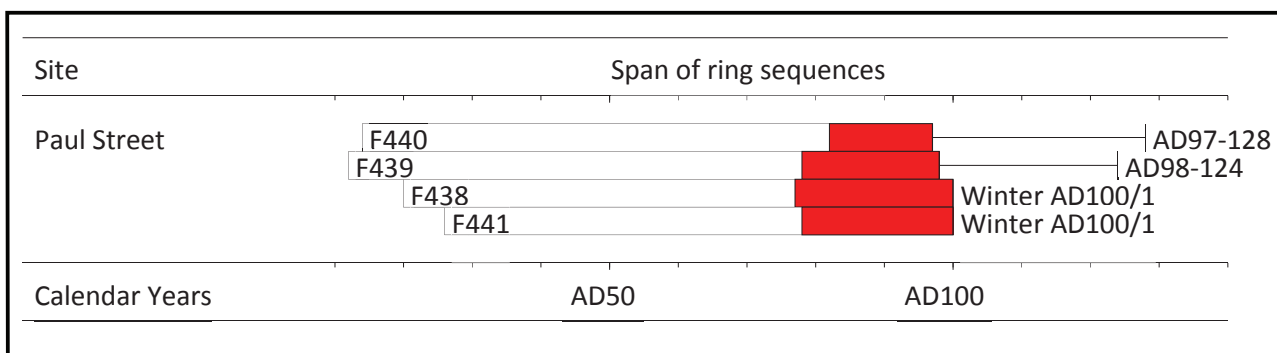 Site Span of ring sequences
Paul Street F440 AD97-128
F439 AD98-124
F438 Winter AD100/1
F441 Winter AD100/1
Calendar Years AD50 AD100